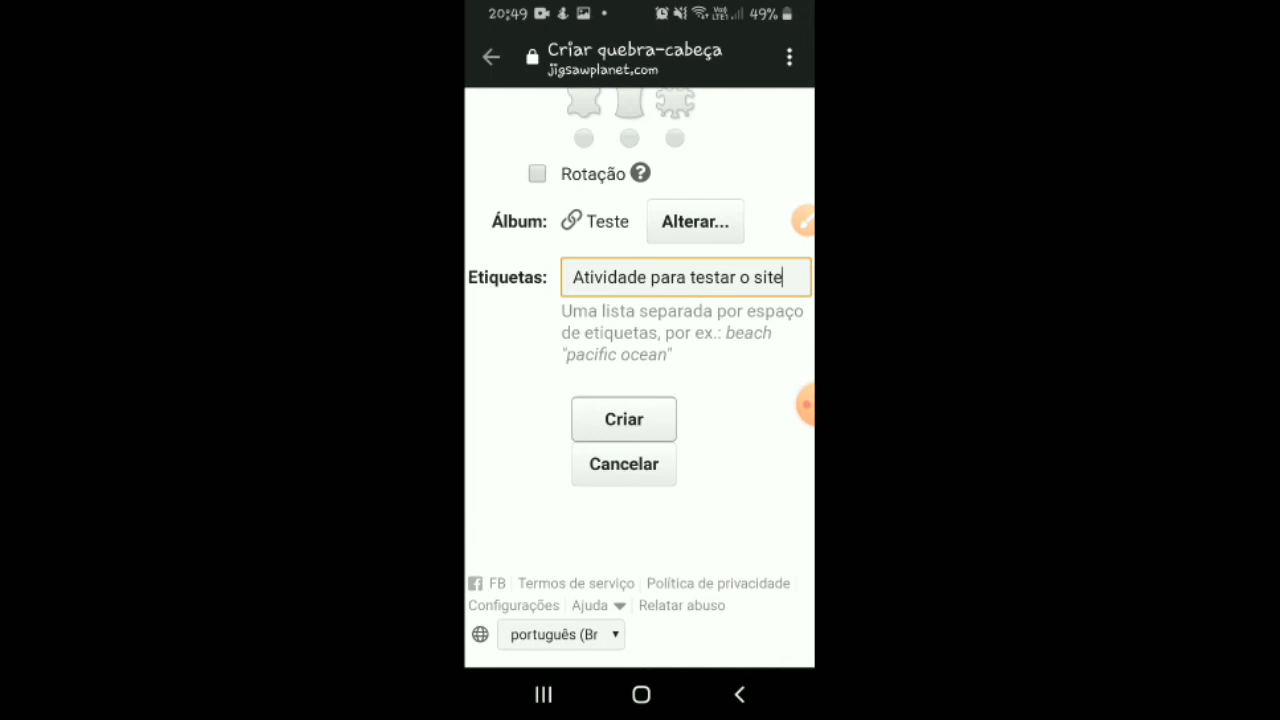 20:49 49%
Criar quebra-cabeça
jigsawplanet.com
Rotação ?
Álbum: Teste Alterar...
Etiquetas: Atividade para testar o site
Uma lista separada por espaço
de etiquetas, por ex.: beach
"pacific ocean"
Criar
Cancelar
FB Termos de serviço Política de privacidade
Configurações Ajuda Relatar abuso
português (Br